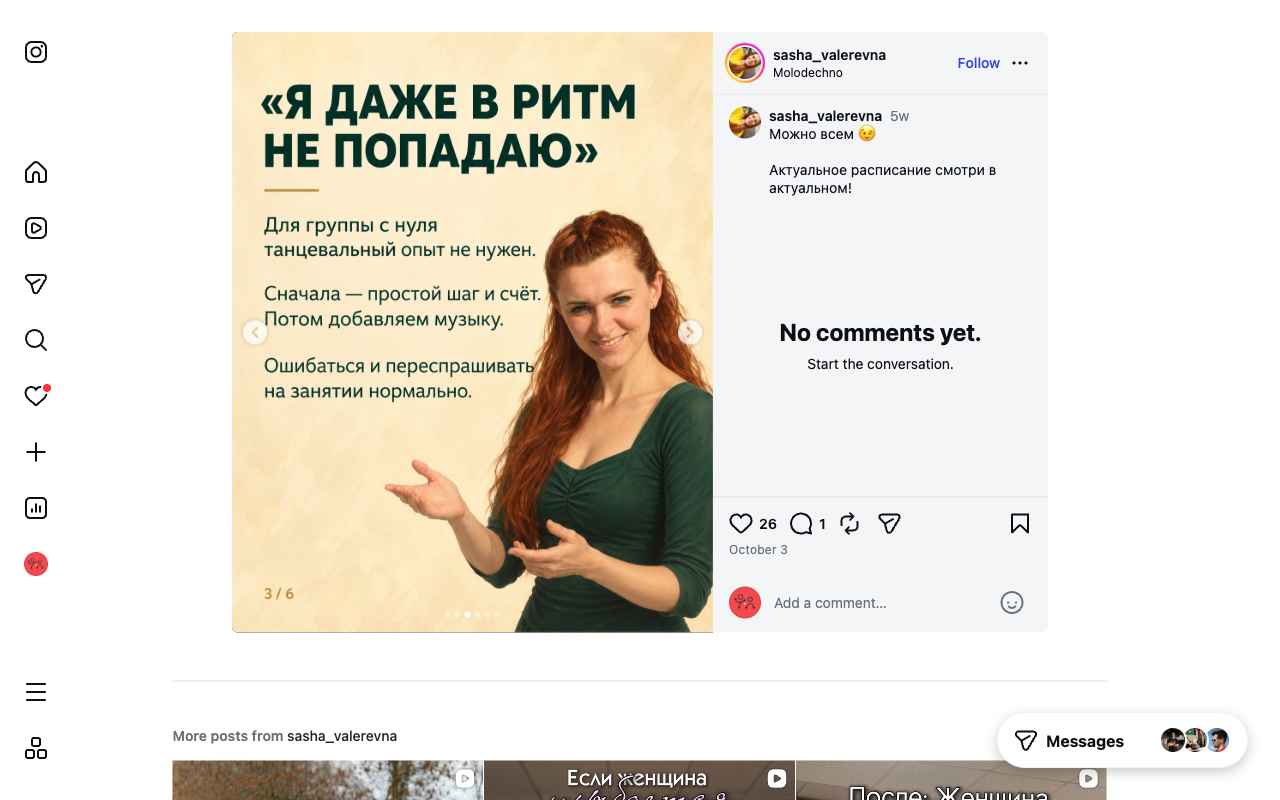 «Я ДАЖЕ В РИТМ
НЕ ПОПАДАЮ»
Для группы с нуля
танцевальный опыт не нужен.
Сначала — простой шаг и счёт.
Потом добавляем музыку.
Ошибаться и переспрашивать
на занятии нормально.
3 / 6
sasha_valerevna
Molodechno
Follow
sasha_valerevna 5w
Можно всем 😉
Актуальное расписание смотри в
актуальном!
No comments yet.
Start the conversation.
26 1
October 3
Add a comment...
More posts from sasha_valerevna
Messages
Если женщина
После: Женщина